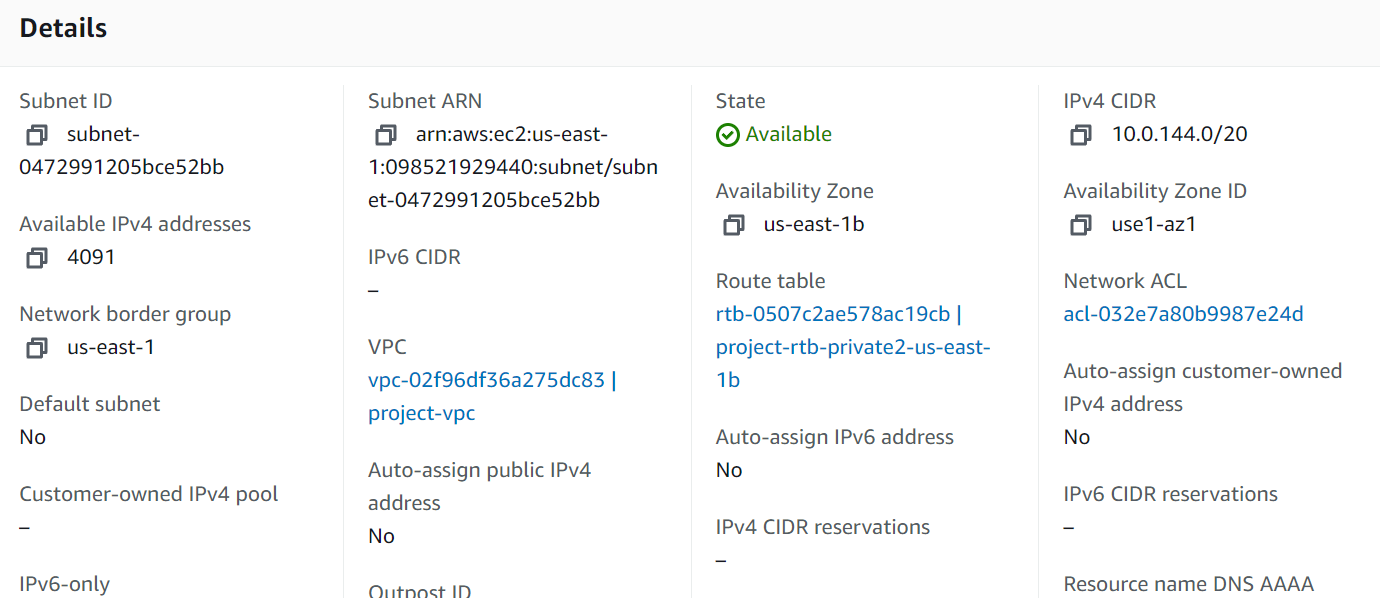 Details
Subnet ID
subnet-
0472991205bce52bb
Available IPv4 addresses
4091
Network border group
us-east-1
Default subnet
No
Customer-owned IPv4 pool
–
IPv6-only
Subnet ARN
arn:aws:ec2:us-east-
1:098521929440:subnet/subn
et-0472991205bce52bb
IPv6 CIDR
–
VPC
vpc-02f96df36a275dc83 |
project-vpc
Auto-assign public IPv4
address
No
Outpost ID
State
Available
Availability Zone
us-east-1b
Route table
rtb-0507c2ae578ac19cb |
project-rtb-private2-us-east-
1b
Auto-assign IPv6 address
No
IPv4 CIDR reservations
–
IPv4 CIDR
10.0.144.0/20
Availability Zone ID
use1-az1
Network ACL
acl-032e7a80b9987e24d
Auto-assign customer-owned
IPv4 address
No
IPv6 CIDR reservations
–
Resource name DNS AAAA